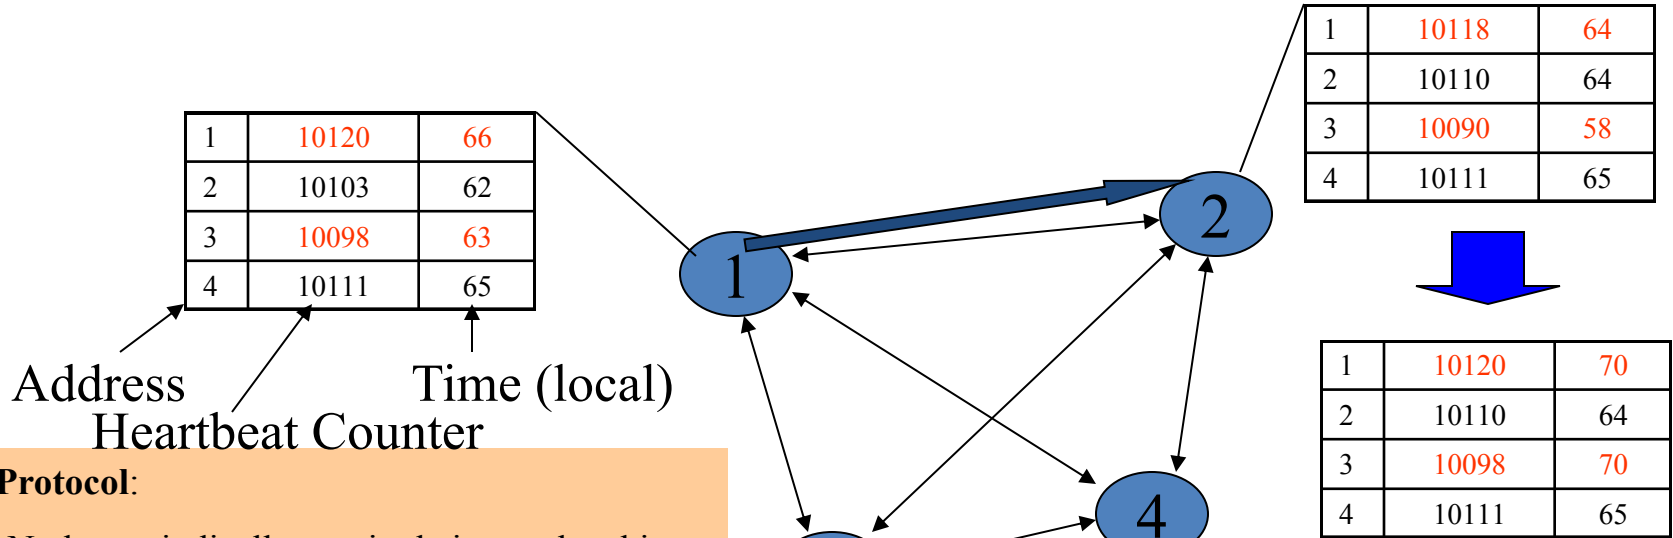 1 10118 64
2 10110 64
3 10090 58
4 10111 65
1 10120 66
2 10103 62
3 10098 63
4 10111 65
2
1
Address
Time (local)
Heartbeat Counter
1 10120 70
2 10110 64
3 10098 70
4 10111 65
Protocol:
4